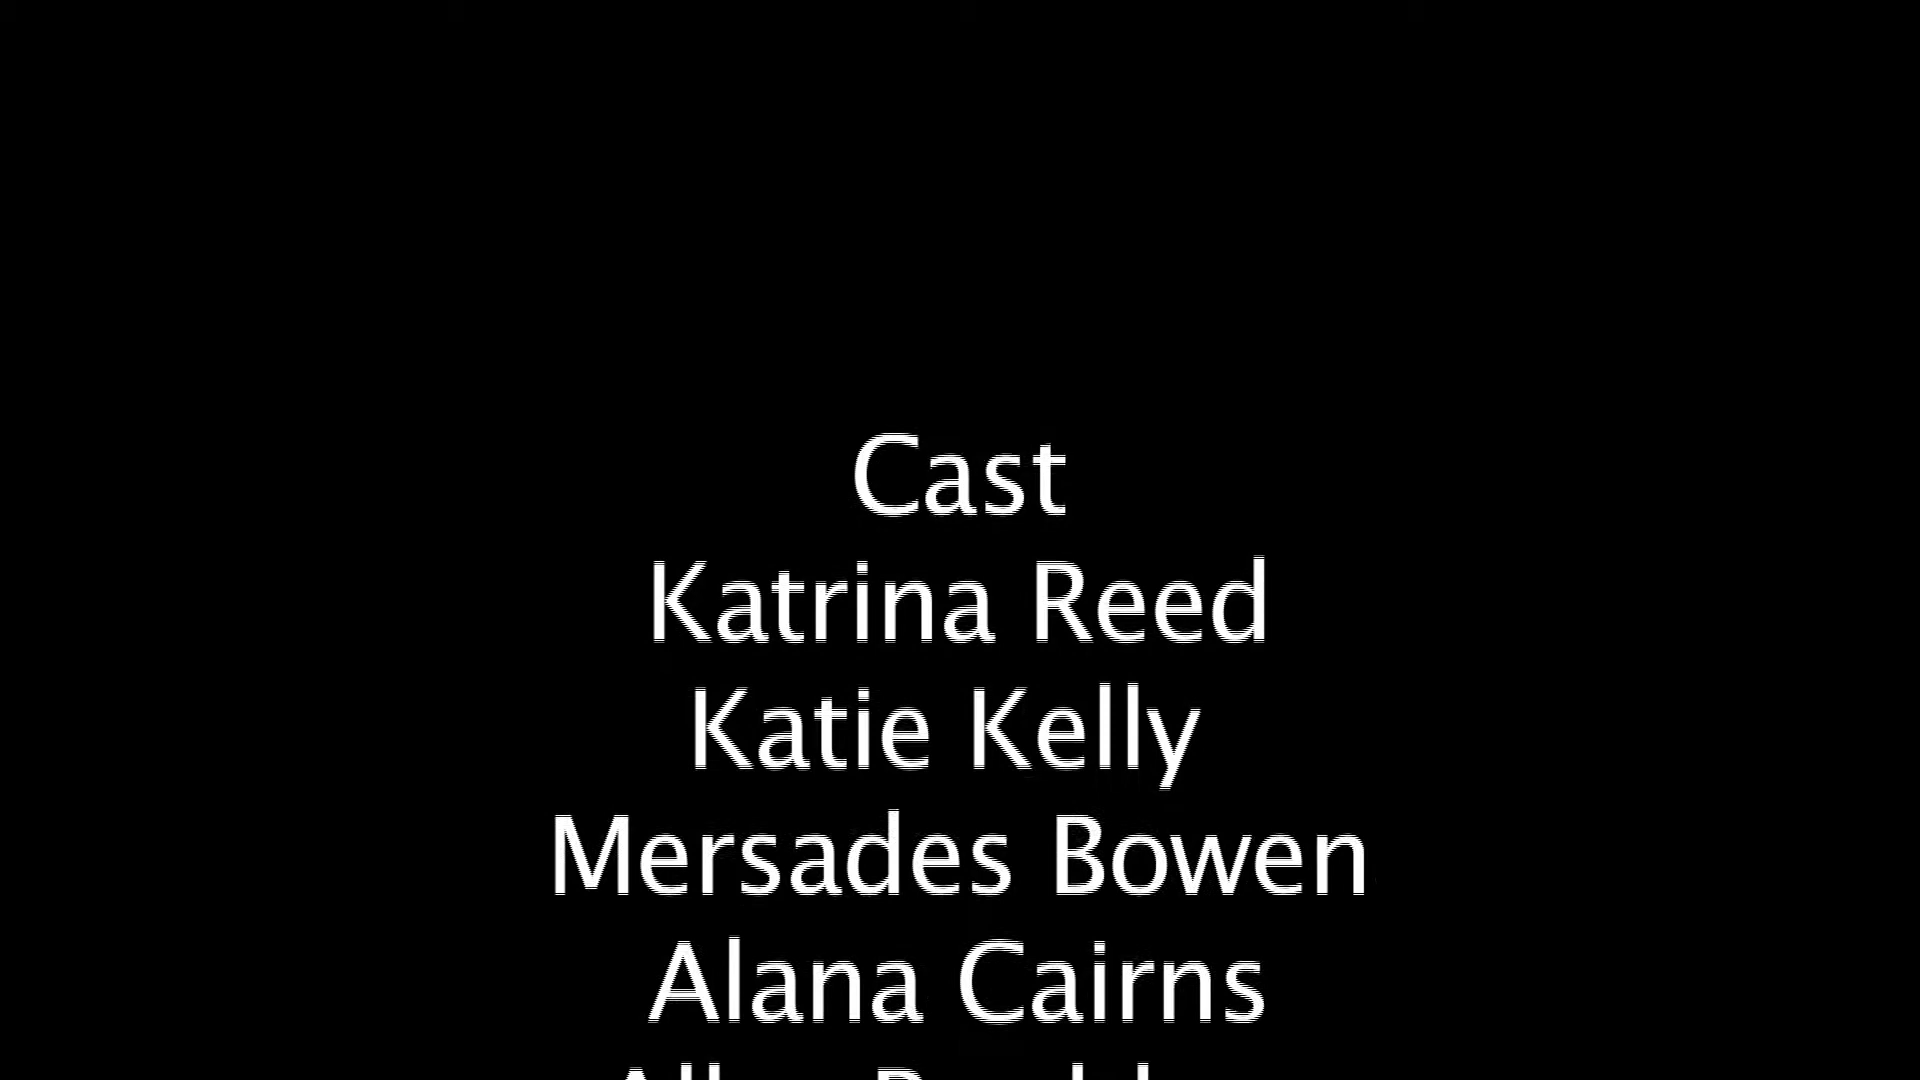 Cast
Katrina Reed
Katie Kelly
Mersades Bowen
Alana Cairns